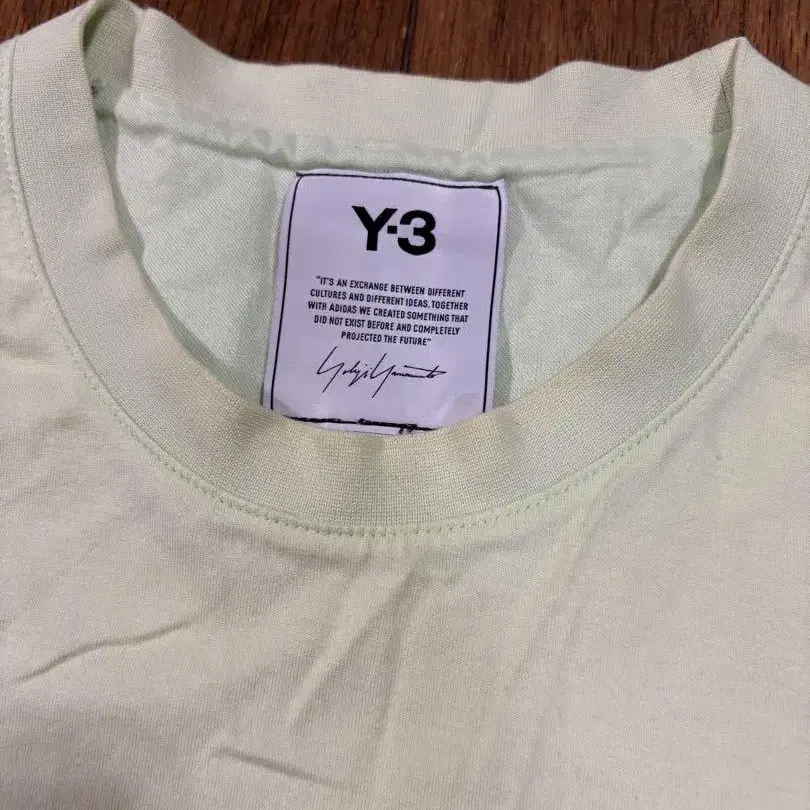 Y-3
"IT'S AN EXCHANGE BETWEEN DIFFERENT
CULTURES AND DIFFERENT IDEAS. TOGETHER
WITH ADIDAS WE CREATED SOMETHING THAT
DID NOT EXIST BEFORE AND COMPLETELY
PROJECTED THE FUTURE"
Yohji Yamamoto